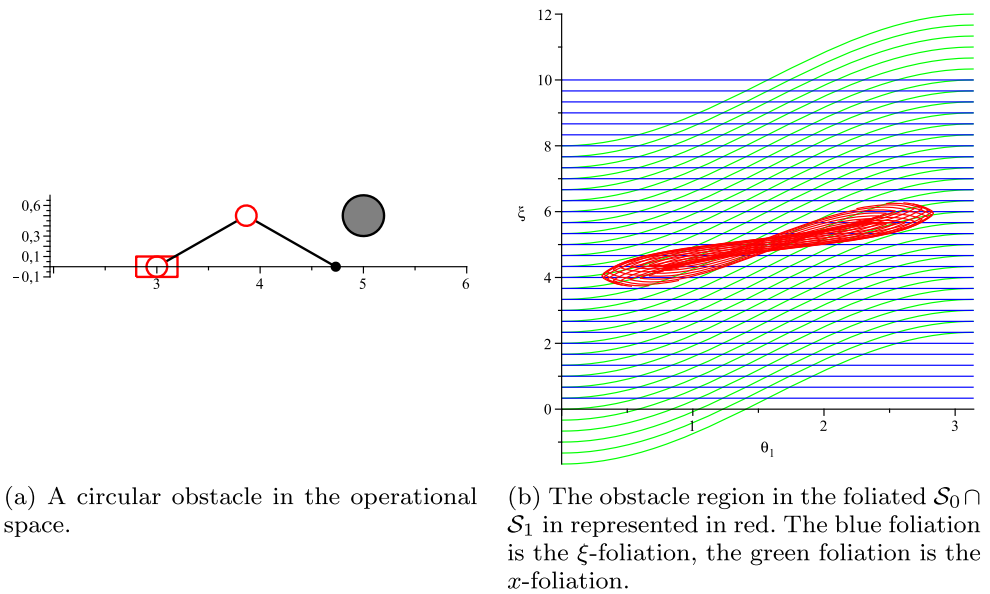 12
10
8
ξ
6
4
2
0
1
2
3
θ1
0,6
0,3
0,1
−0,1
3
4
5
6
(a) A circular obstacle in the operational
space.
(b) The obstacle region in the foliated 𝒮0 ∩
𝒮1 in represented in red. The blue foliation
is the ξ-foliation, the green foliation is the
x-foliation.